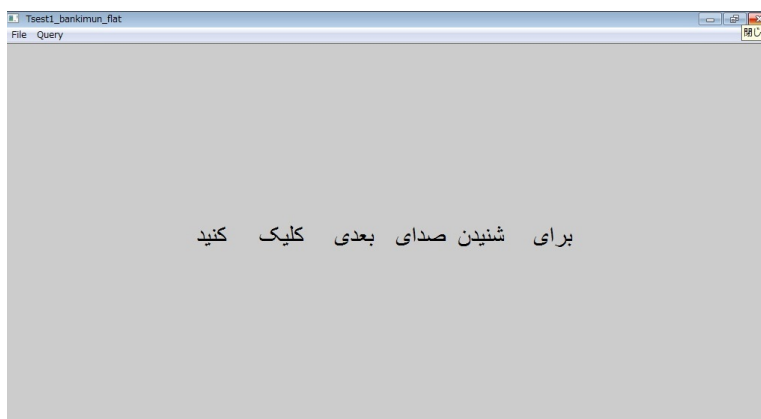 Tsest1_bankimun_flat
File Query
閉じ
برای شنیدن صدای بعدی کلیک کنید